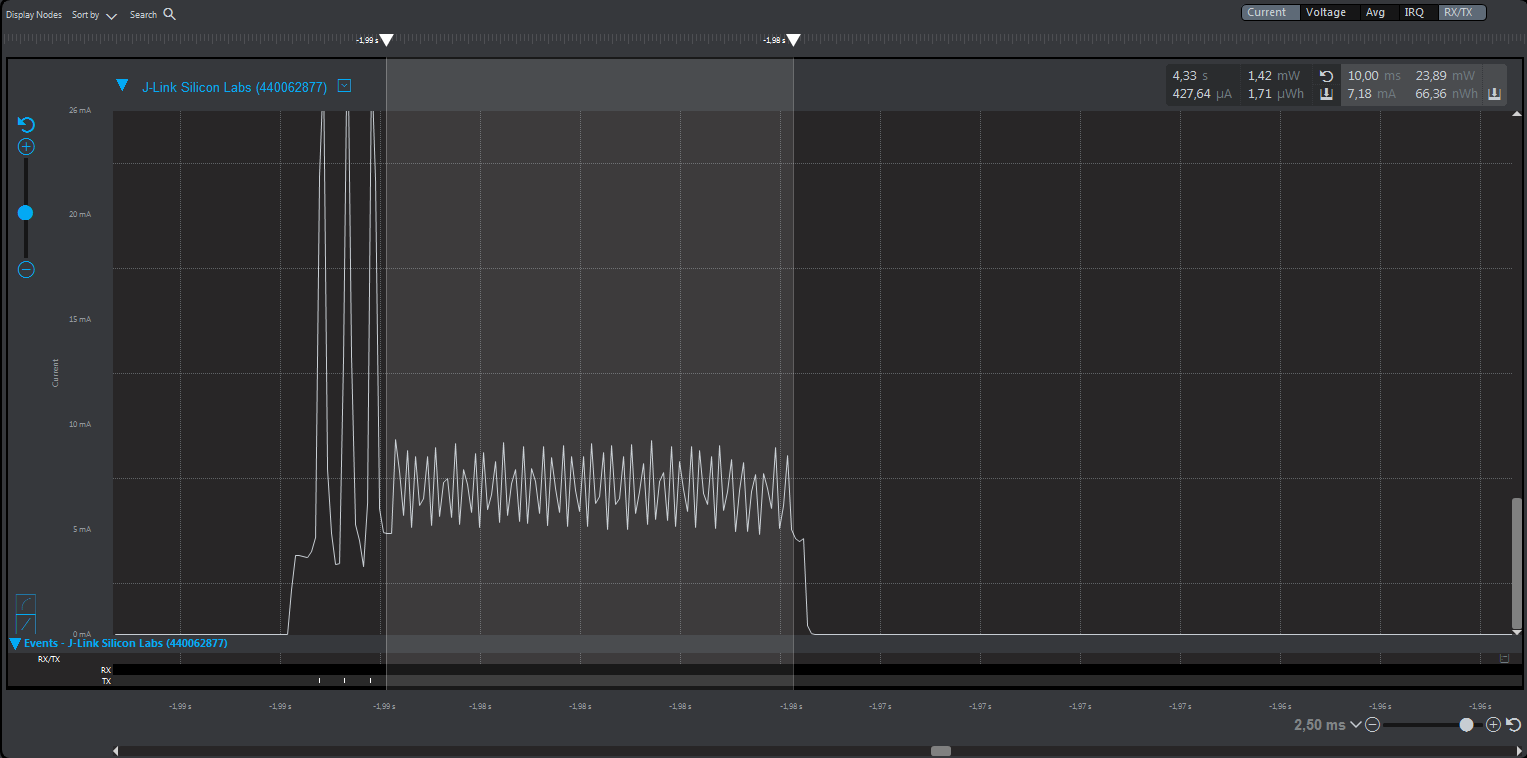 Display Nodes Sort by Search Current Voltage Avg IRQ RX/TX
-1,99 s -1,98 s
J-Link Silicon Labs (440062877)
4,33 s 1,42 mW 10,00 ms 23,89 mW
427,64 µA 1,71 µWh 7,18 mA 66,36 nWh
26 mA
20 mA
15 mA
Current
10 mA
5 mA
0 mA
Events - J-Link Silicon Labs (440062877)
RX/TX
RX
TX
-1,99 s -1,99 s -1,99 s -1,98 s -1,98 s -1,98 s -1,98 s -1,97 s -1,97 s -1,97 s -1,96 s -1,96 s -1,96 s
2,50 ms